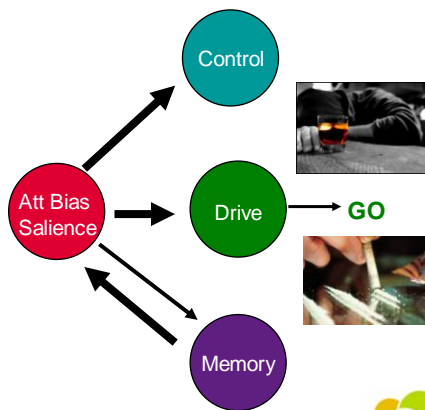 Control
Att Bias
Salience
Drive
GO
Memory